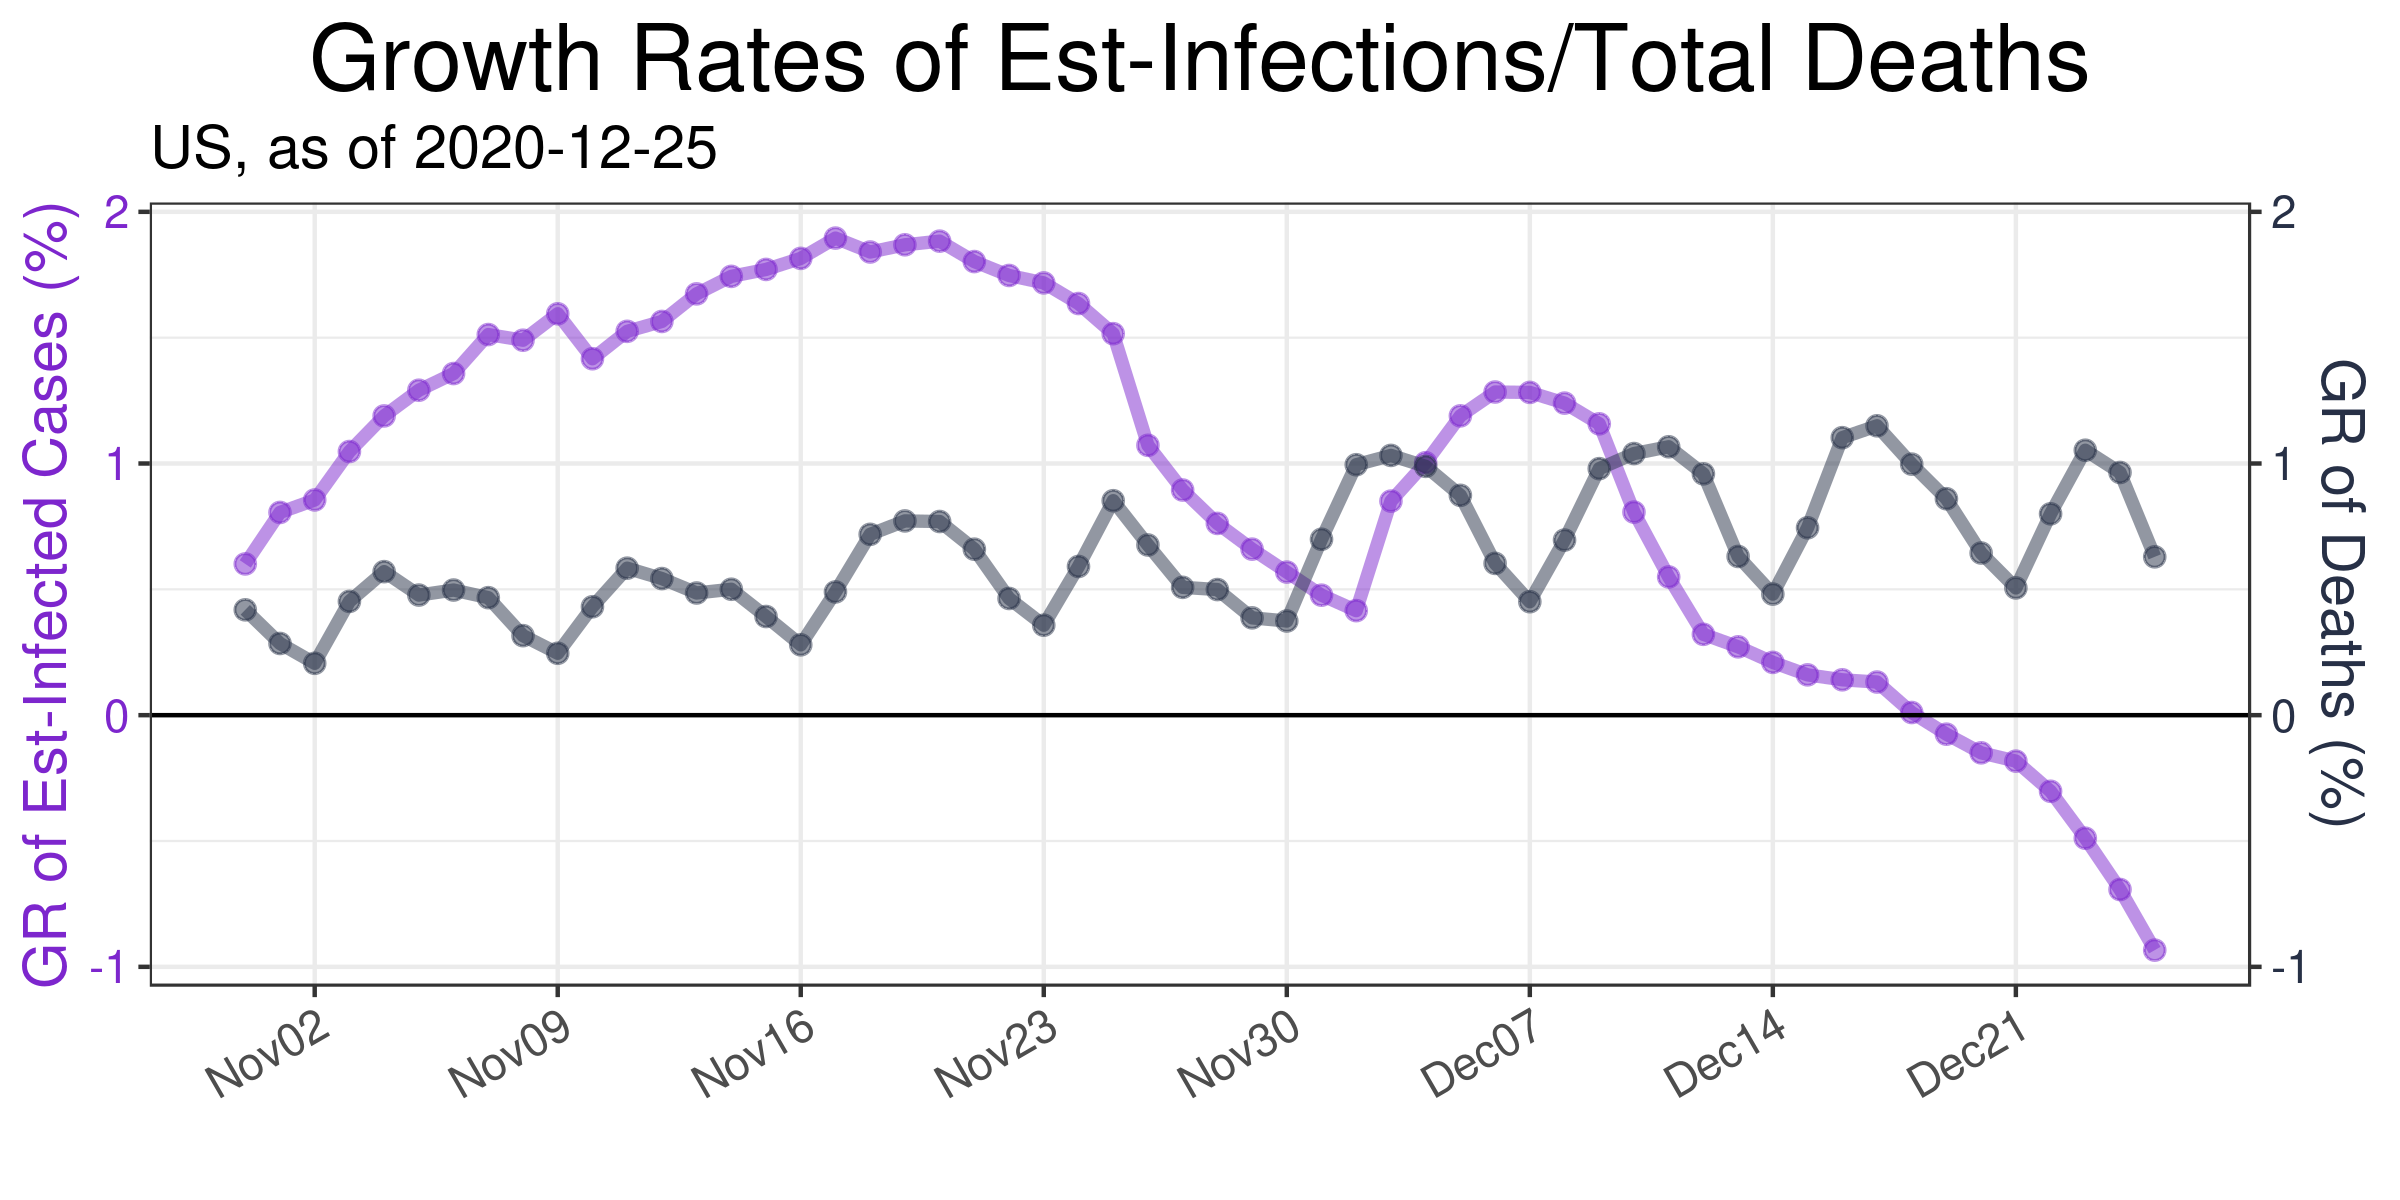 Growth Rates of Est-Infections/Total Deaths
US, as of 2020-12-25
GR of Est-Infected Cases (%)
2
1
0
-1
2
1
0
-1
GR of Deaths (%)
Nov02
Nov09
Nov16
Nov23
Nov30
Dec07
Dec14
Dec21